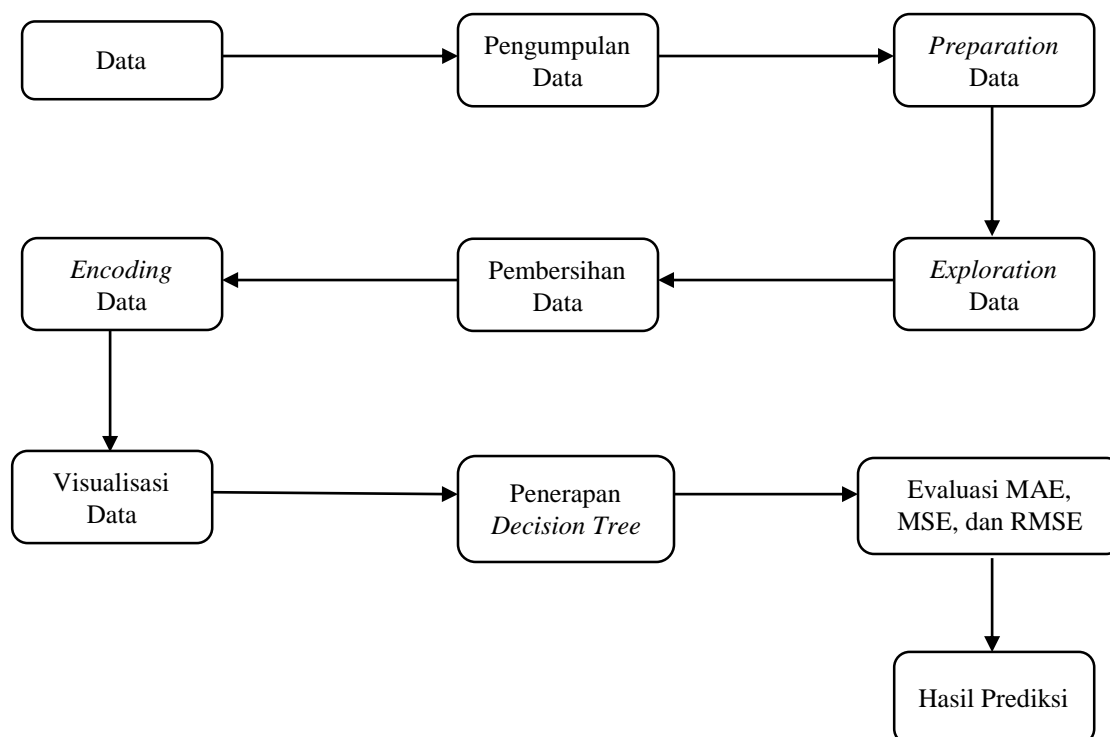 Data
Pengumpulan
Data
Preparation
Data
Exploration
Data
Pembersihan
Data
Encoding
Data
Visualisasi
Data
Penerapan
Decision Tree
Evaluasi MAE,
MSE, dan RMSE
Hasil Prediksi